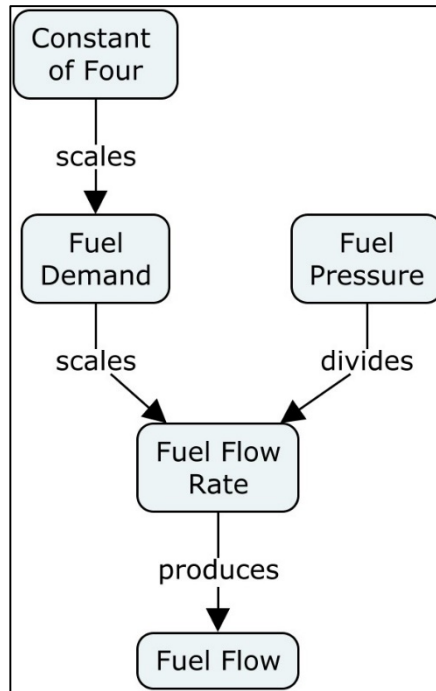 Constant
of Four
scales
Fuel
Demand
Fuel
Pressure
scales
divides
Fuel Flow
Rate
produces
Fuel Flow